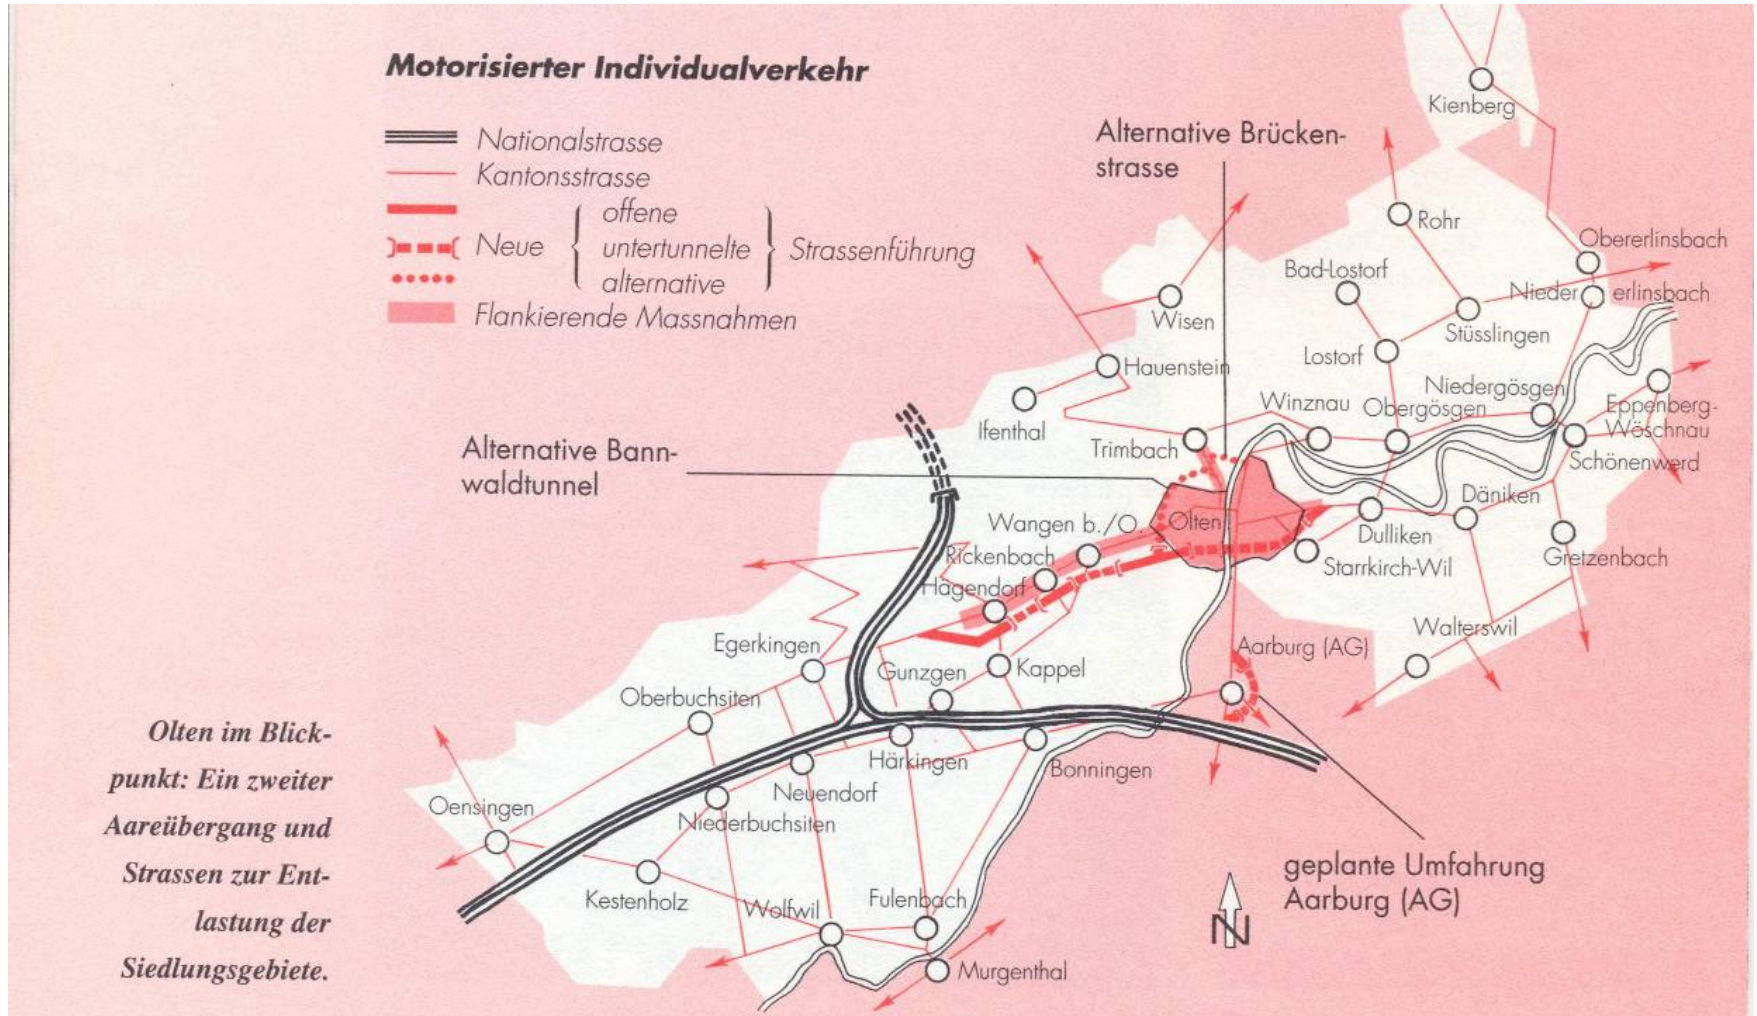 Motorisierter Individualverkehr
Nationalstrasse
Kantonsstrasse
offene
Neue untertunnelte Strassenführung
alternative
Flankierende Massnahmen
Alternative Brücken-
strasse
Kienberg
Rohr
Obererlinsbach
Bad-Lostorf
Nieder erlinsbach
Wisen
Stüsslingen
Lostorf
Hauenstein
Niedergösgen
Winznau
Obergösgen
Eppenberg-
Wöschnau
Ifenthal
Trimbach
Schönenwerd
Alternative Bann-
waldtunnel
Däniken
Wangen b./O.
Olten
Dulliken
Rickenbach
Starrkirch-Wil
Gretzenbach
Hägendorf
Walterswil
Egerkingen
Aarburg (AG)
Gunzgen
Kappel
Oberbuchsiten
Härkingen
Bonningen
Neuendorf
Oensingen
Niederbuchsiten
geplante Umfahrung
Aarburg (AG)
Kestenholz
Wolfwil
Fulenbach
N
Murgenthal
Olten im Blick-
punkt: Ein zweiter
Aareübergang und
Strassen zur Ent-
lastung der
Siedlungsgebiete.